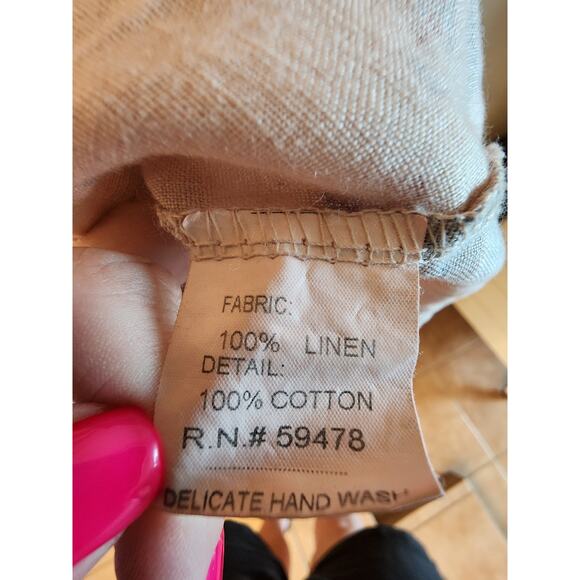 FABRIC:
100% LINEN
DETAIL:
100% COTTON
R.N.# 59478
DELICATE HAND WASH